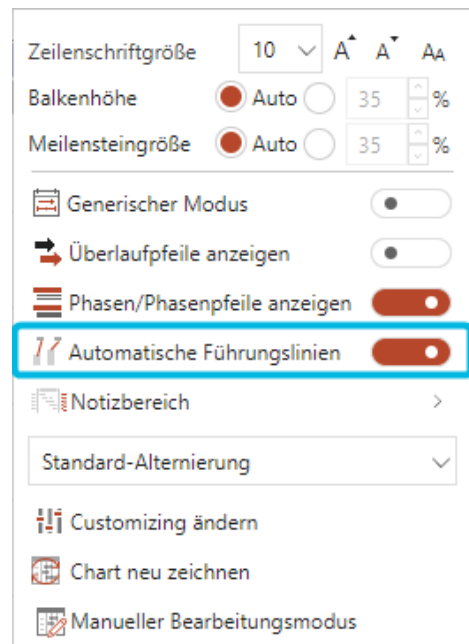 Zeilenschriftgröße 10 A A AA
Balkenhöhe Auto 35 %
Meilensteingröße Auto 35 %
Generischer Modus
Überlaufpfeile anzeigen
Phasen/Phasenpfeile anzeigen
Automatische Führungslinien
Notizbereich
Standard-Alternierung
Customizing ändern
Chart neu zeichnen
Manueller Bearbeitungsmodus